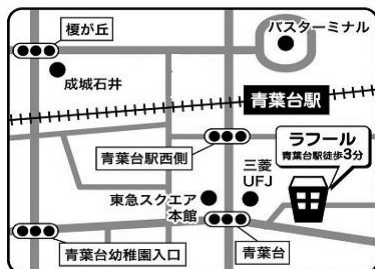 榎が丘
バスターミナル
成城石井
青葉台駅
ラフール
青葉台駅徒歩3分
青葉台駅西側
三菱
UFJ
東急スクエア
本館
青葉台幼稚園入口
青葉台